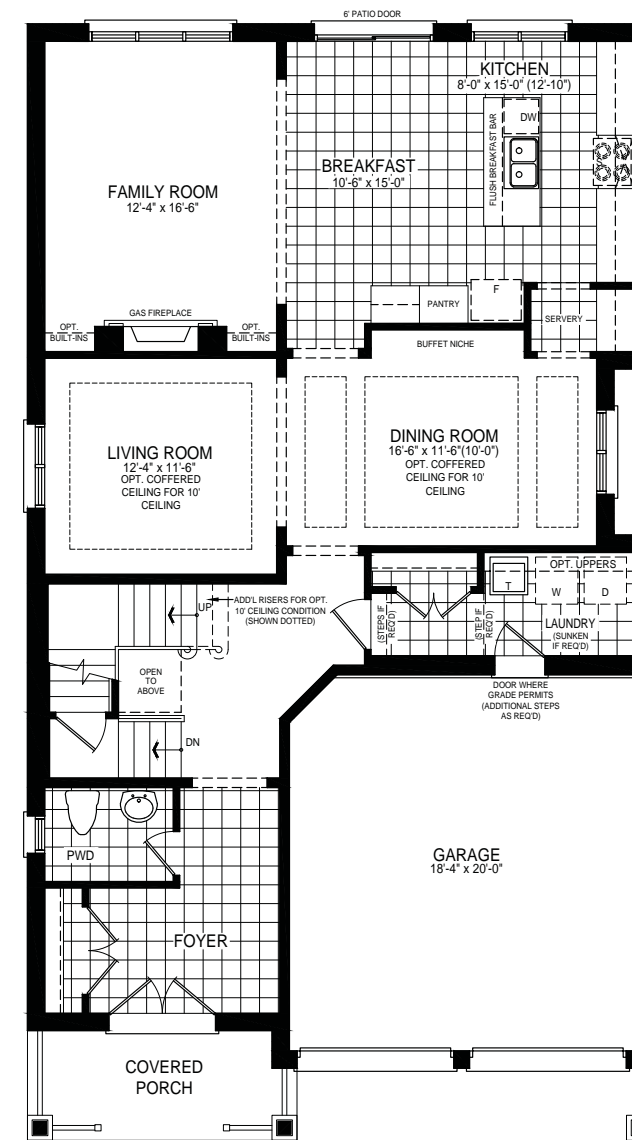 6' PATIO DOOR
KITCHEN
8'-0" x 15'-0" (12'-10")
DW
FLUSH BREAKFAST BAR
BREAKFAST
10'-6" x 15'-0"
FAMILY ROOM
12'-4" x 16'-6"
F
PANTRY
SERVERY
GAS FIREPLACE
OPT.
BUILT-INS
OPT.
BUILT-INS
BUFFET NICHE
LIVING ROOM
12'-4" x 11'-6"
OPT. COFFERED
CEILING FOR 10'
CEILING
DINING ROOM
16'-6" x 11'-6"(10'-0")
OPT. COFFERED
CEILING FOR 10'
CEILING
OPT. UPPERS
T
W
D
LAUNDRY
(SUNKEN
IF REQ'D)
(STEPS IF
REQ'D)
(STEP IF
REQ'D)
UP
ADD'L RISERS FOR OPT.
10' CEILING CONDITION
(SHOWN DOTTED)
OPEN
TO
ABOVE
DN
DOOR WHERE
GRADE PERMITS
(ADDITIONAL STEPS
AS REQ'D)
PWD
GARAGE
18'-4" x 20'-0"
FOYER
COVERED
PORCH